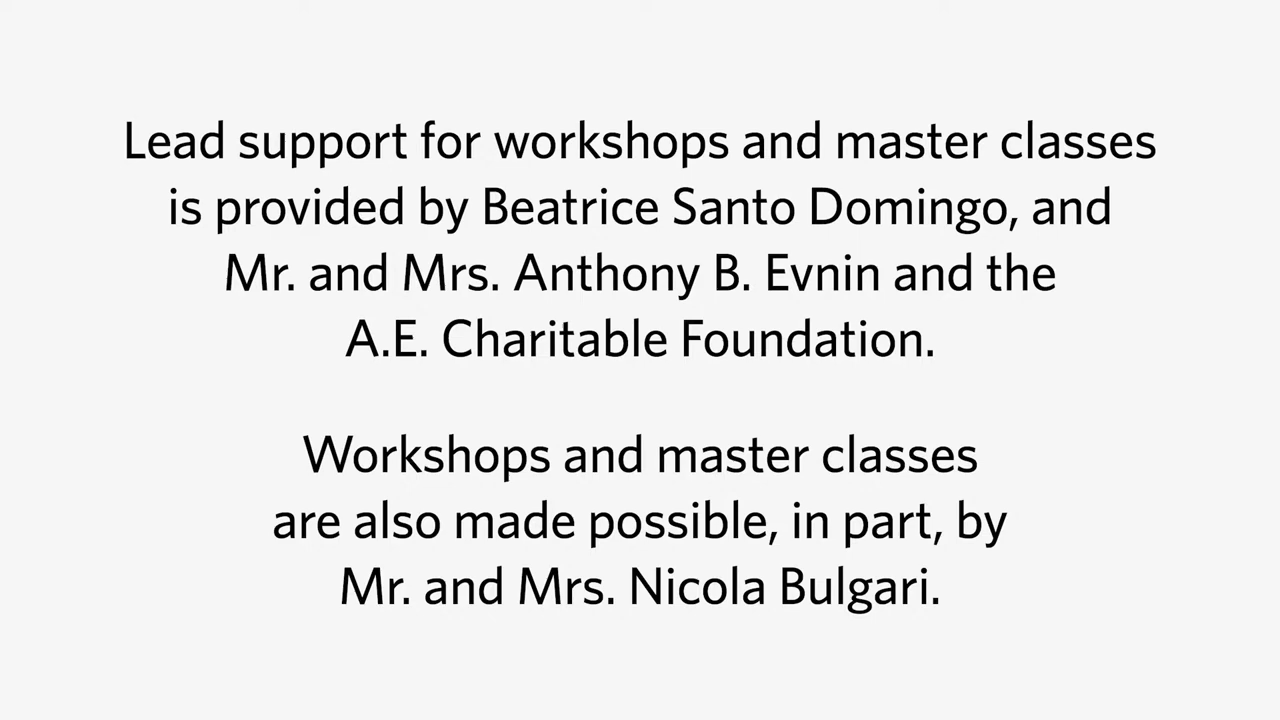 Lead support for workshops and master classes
is provided by Beatrice Santo Domingo, and
Mr. and Mrs. Anthony B. Evnin and the
A.E. Charitable Foundation.
Workshops and master classes
are also made possible, in part, by
Mr. and Mrs. Nicola Bulgari.